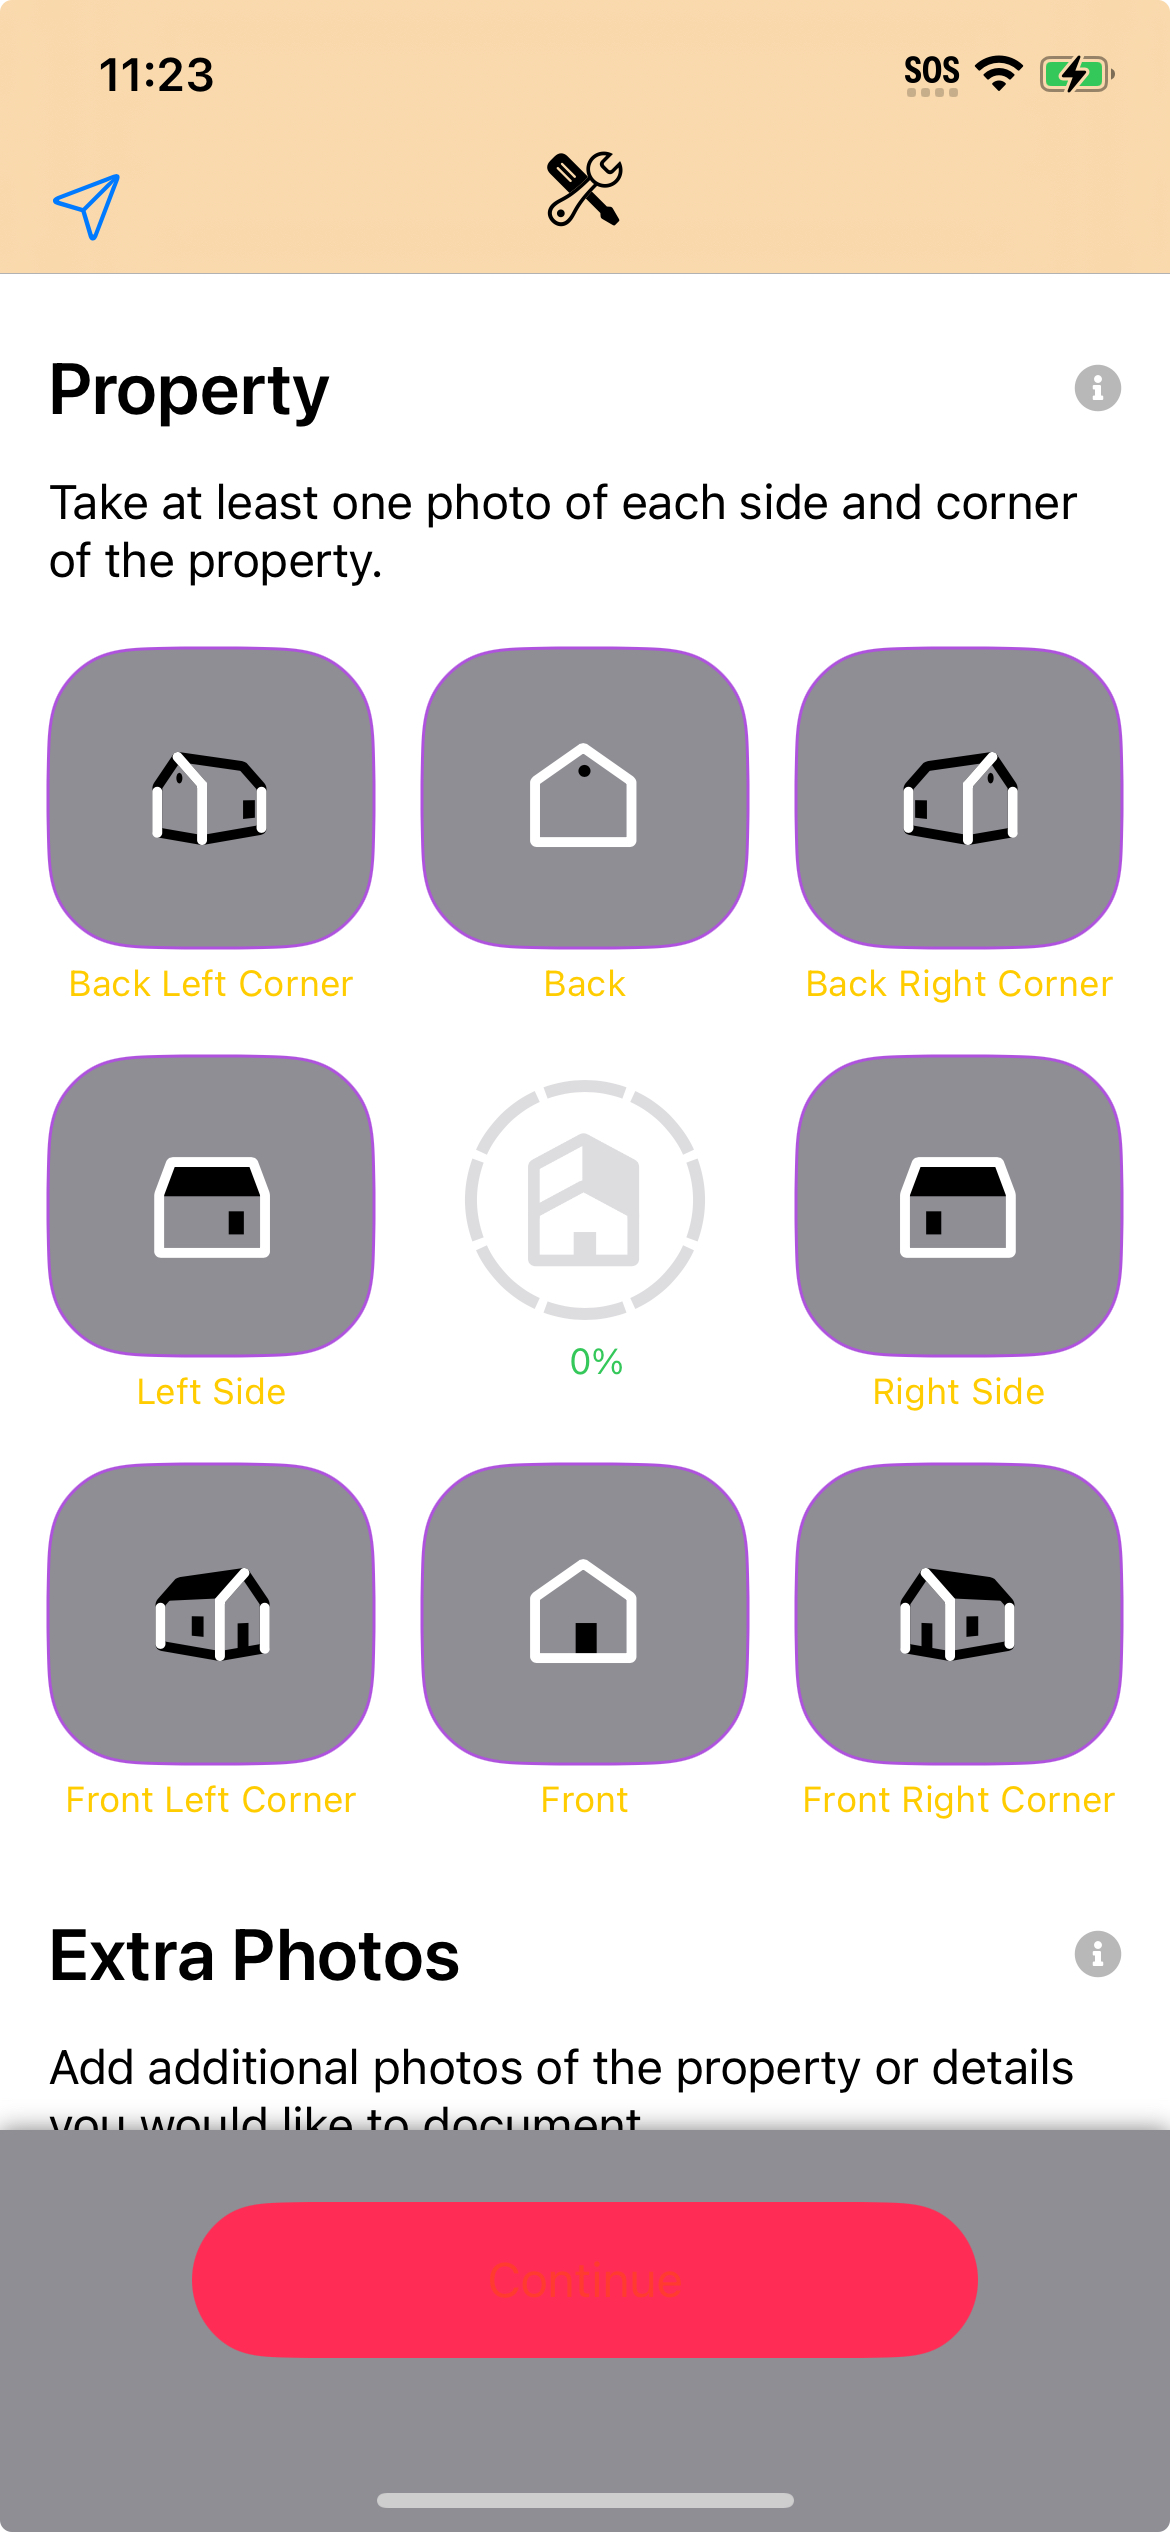 11:23
SOS
Property
Take at least one photo of each side and corner
of the property.
Back Left Corner
Back
Back Right Corner
Left Side
0%
Right Side
Front Left Corner
Front
Front Right Corner
Extra Photos
Add additional photos of the property or details
you would like to document
Continue